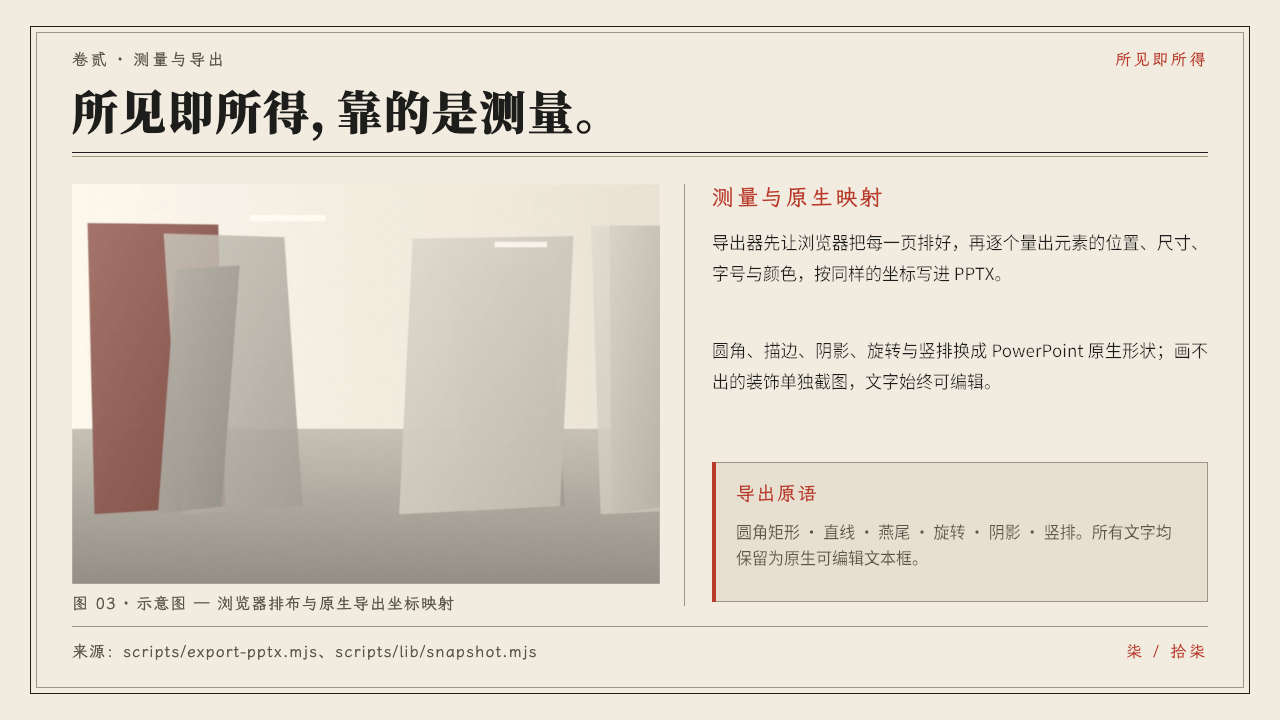 卷贰 · 测量与导出
所见即所得
所见即所得, 靠的是测量。
测量与原生映射
导出器先让浏览器把每一页排好，再逐个量出元素的位置、尺寸、
字号与颜色，按同样的坐标写进 PPTX。
圆角、描边、阴影、旋转与竖排换成 PowerPoint 原生形状；画不
出的装饰单独截图，文字始终可编辑。
导出原语
圆角矩形 · 直线 · 燕尾 · 旋转 · 阴影 · 竖排。所有文字均
保留为原生可编辑文本框。
图 03 · 示意图 — 浏览器排布与原生导出坐标映射
来源：scripts/export-pptx.mjs、scripts/lib/snapshot.mjs
柒 / 拾柒